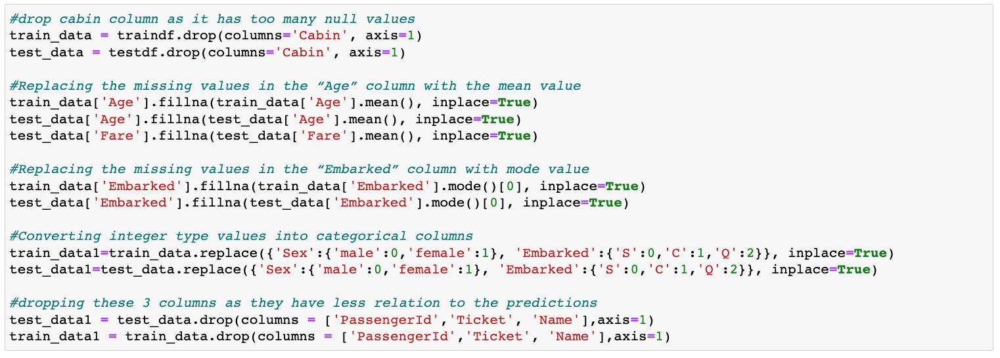 #drop cabin column as it has too many null values
train_data = traindf.drop(columns='Cabin', axis=1)
test_data = testdf.drop(columns='Cabin', axis=1)
#Replacing the missing values in the “Age” column with the mean value
train_data['Age'].fillna(train_data['Age'].mean(), inplace=True)
test_data['Age'].fillna(test_data['Age'].mean(), inplace=True)
test_data['Fare'].fillna(test_data['Fare'].mean(), inplace=True)
#Replacing the missing values in the “Embarked” column with mode value
train_data['Embarked'].fillna(train_data['Embarked'].mode()[0], inplace=True)
test_data['Embarked'].fillna(test_data['Embarked'].mode()[0], inplace=True)
#Converting integer type values into categorical columns
train_data1=train_data.replace({'Sex':{'male':0,'female':1}, 'Embarked':{'S':0,'C':1,'Q':2}}, inplace=True)
test_data1=test_data.replace({'Sex':{'male':0,'female':1}, 'Embarked':{'S':0,'C':1,'Q':2}}, inplace=True)
#dropping these 3 columns as they have less relation to the predictions
test_data1 = test_data.drop(columns = ['PassengerId','Ticket', 'Name'],axis=1)
train_data1 = train_data.drop(columns = ['PassengerId','Ticket', 'Name'],axis=1)